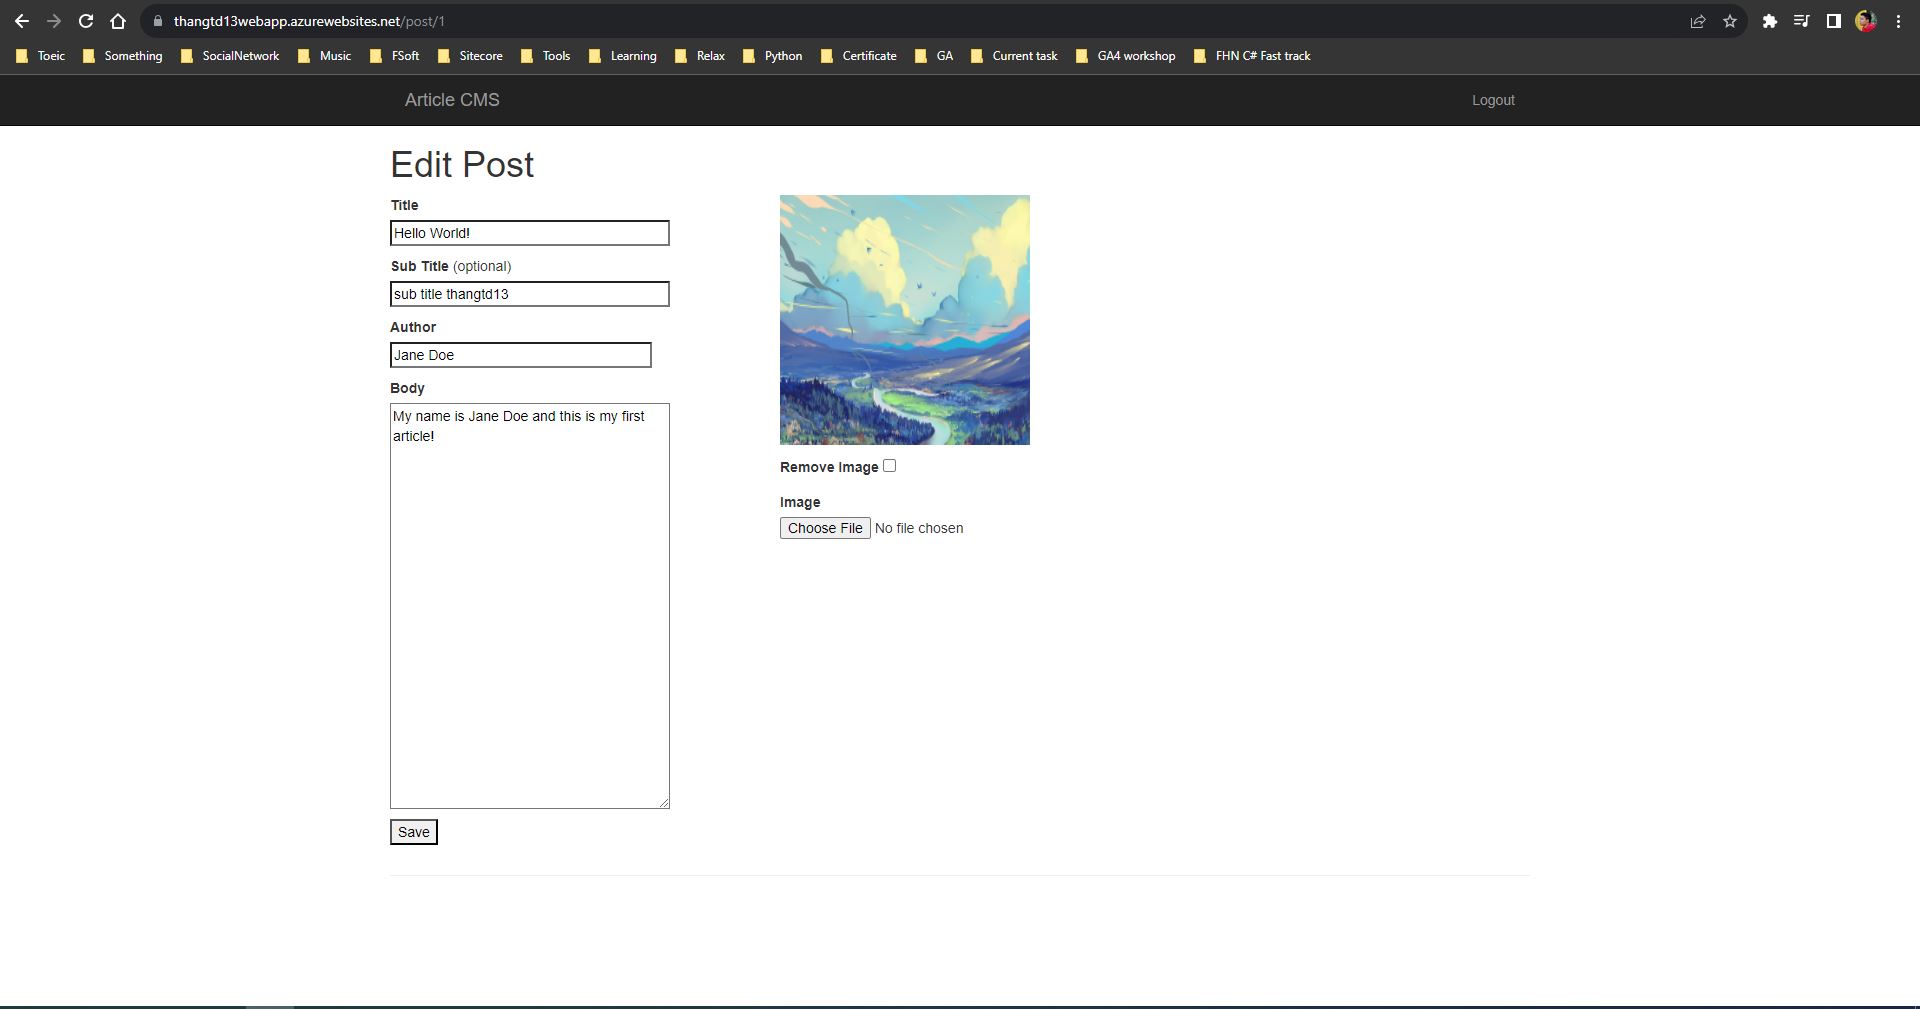 thangtd13webapp.azurewebsites.net/post/1
Toeic Something SocialNetwork Music FSoft Sitecore Tools Learning Relax Python Certificate GA Current task GA4 workshop FHN C# Fast track
Article CMS Logout
Edit Post
Title
Hello World!
Sub Title (optional)
sub title thangtd13
Author
Jane Doe
Body
My name is Jane Doe and this is my first
article!
Save
Remove Image
Image
Choose File No file chosen